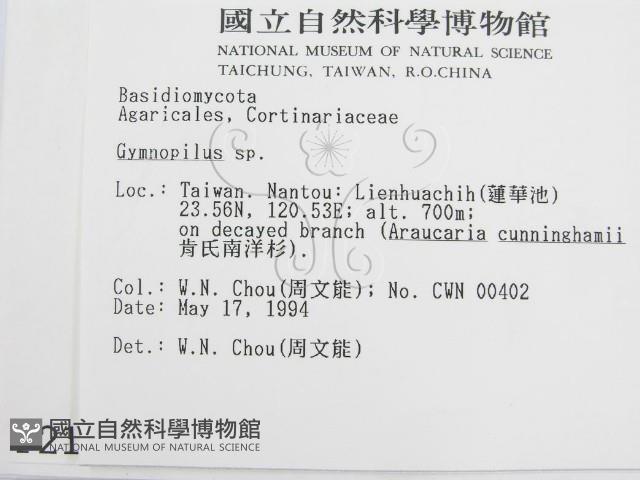 國立自然科學博物館
NATIONAL MUSEUM OF NATURAL SCIENCE
TAICHUNG, TAIWAN, R.O.CHINA
Basidiomycota
Agaricales, Cortinariaceae
Gymnopilus sp.
Loc.: Taiwan. Nantou: Lienhuachih(蓮華池)
23.56N, 120.53E; alt. 700m;
on decayed branch (Araucaria cunninghamii
肯氏南洋杉).
Col.: W.N. Chou(周文能); No. CWN 00402
Date: May 17, 1994
Det.: W.N. Chou(周文能)
國立自然科學博物館
NATIONAL MUSEUM OF NATURAL SCIENCE